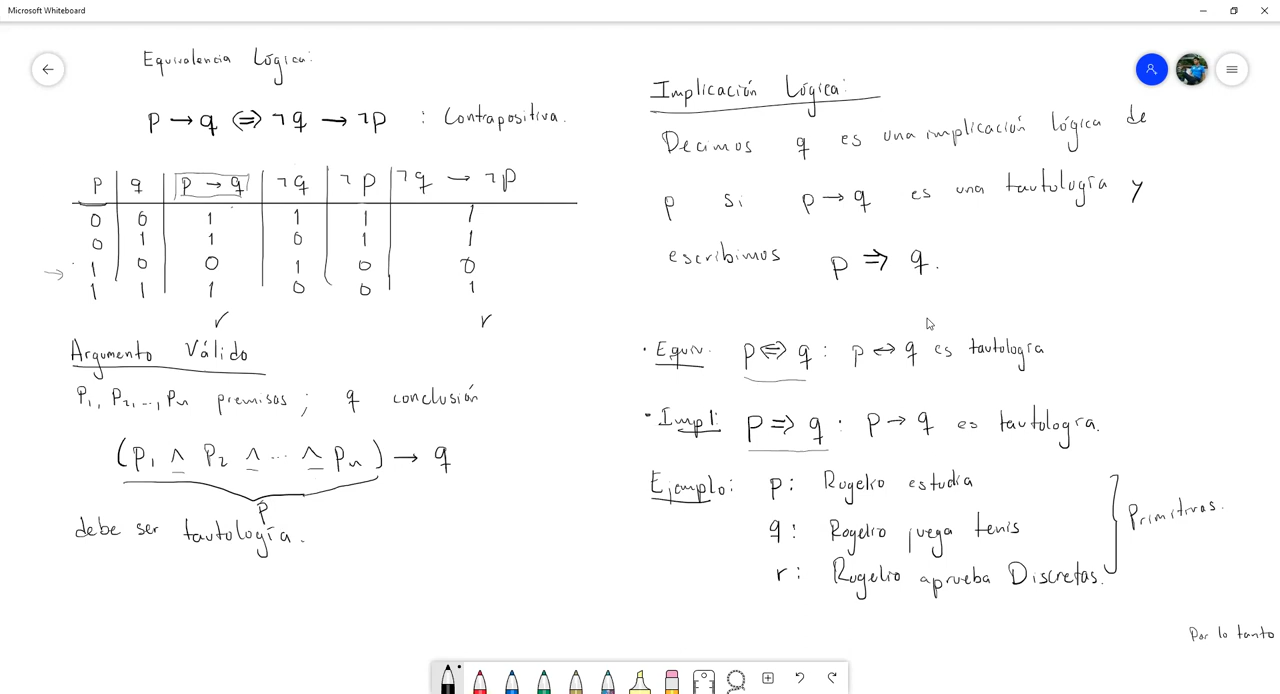 Microsoft Whiteboard
Equivalencia Lógica:
p → q ⟺ ¬q → ¬p : Contrapositiva.
p q p → q ¬q ¬p ¬q → ¬p
0 0 1 1 1 1
0 1 1 0 1 1
→ 1 0 0 1 0 0
1 1 1 0 0 1
✓ ✓
Argumento Válido
P1, P2, ..., Pn premisas ; q conclusión
(P1 ∧ P2 ∧ ... ∧ Pn) → q
P
debe ser tautología.
Implicación Lógica:
Decimos q es una implicación lógica de
p si p → q es una tautología y
escribimos p ⇒ q.
· Equiv. p ⟺ q : p ↔ q es tautología
· Impl: p ⇒ q : p → q es tautología.
Ejemplo: p: Rogelio estudia
q: Rogelio juega tenis
r: Rogelio aprueba Discretas.
} Primitivas.
Por lo tanto